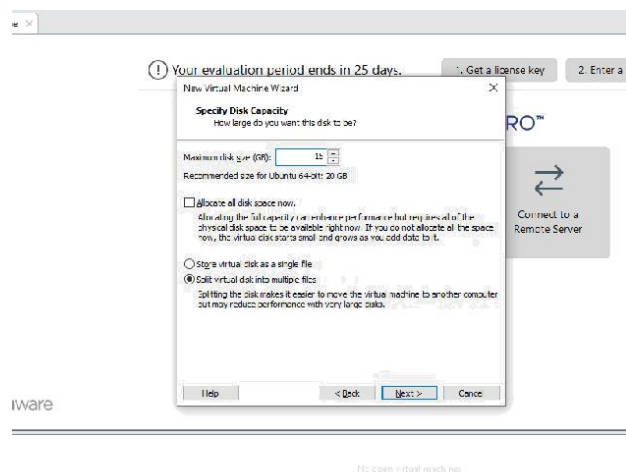 Your evaluation period ends in 25 days.
1. Get a license key
2. Enter a
New Virtual Machine Wizard
Specify Disk Capacity
How large do you want this disk to be?
PRO™
Maximum disk size (GB): 15
Recommended size for Ubuntu 64-bit: 20 GB
Allocate all disk space now.
Allocating the full capacity can enhance performance but requires all of the
physical disk space to be available right now. If you do not allocate all the space
now, the virtual disk starts small and grows as you add data to it.
Connect to a
Remote Server
Store virtual disk as a single file
Split virtual disk into multiple files
Splitting the disk makes it easier to move the virtual machine to another computer
but may reduce performance with very large disks.
Help
< Back
Next >
Cancel
ware